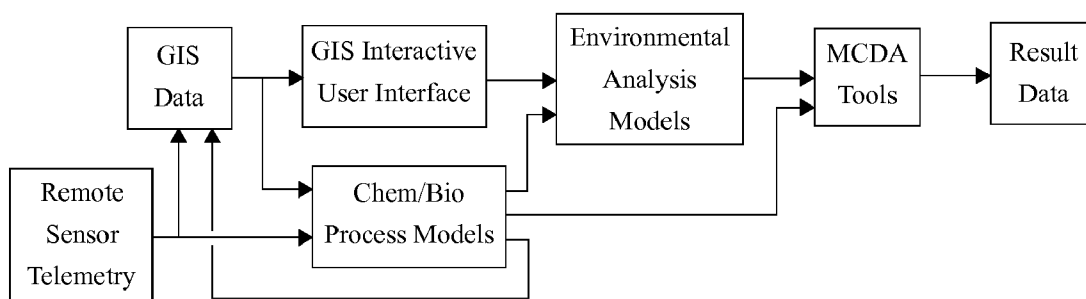 GIS
Data
GIS Interactive
User Interface
Environmental
Analysis
Models
MCDA
Tools
Result
Data
Remote
Sensor
Telemetry
Chem/Bio
Process Models